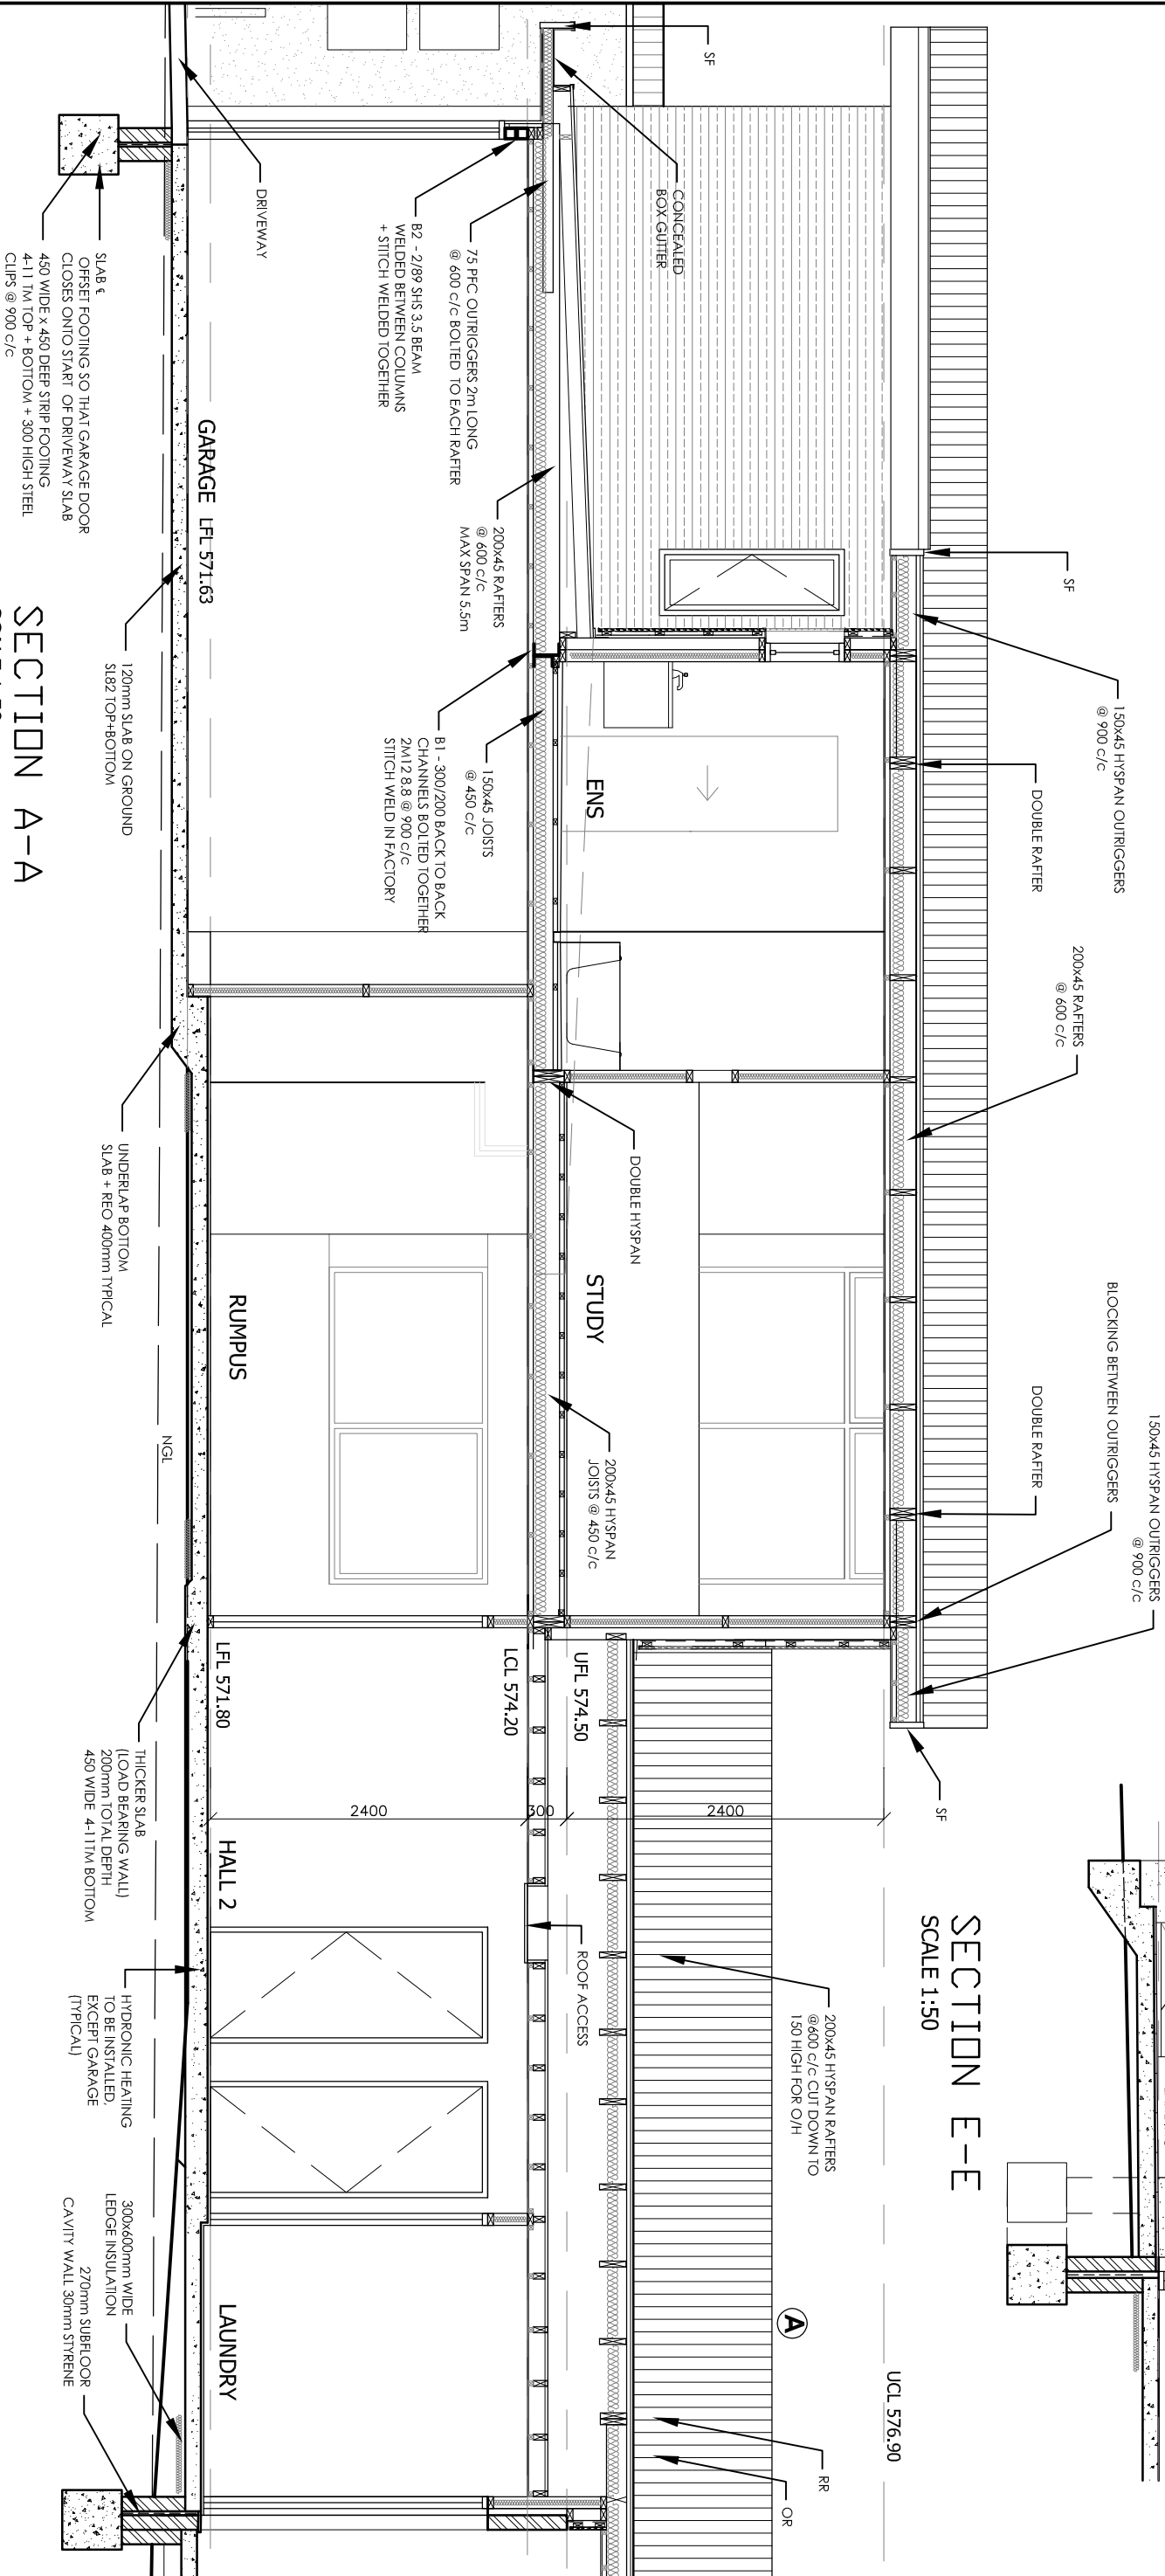 150x45 HYSPAN OUTRIGGERS
@ 900 c/c
BLOCKING BETWEEN OUTRIGGERS
150x45 HYSPAN OUTRIGGERS
@ 900 c/c
200x45 RAFTERS
@ 600 c/c
SF
DOUBLE RAFTER
DOUBLE RAFTER
SF
SECTION E-E
SCALE 1:50
UCL 576.90
SF
200x45 HYSPAN RAFTERS
@600 c/c CUT DOWN TO
150 HIGH FOR O/H
A
RR
OR
CONCEALED
BOX GUTTER
2400
300
2400
DOUBLE HYSPAN
ENS
STUDY
200x45 HYSPAN
JOISTS @ 450 c/c
UFL 574.50
ROOF ACCESS
LCL 574.20
75 PFC OUTRIGGERS 2m LONG
@ 600 c/c BOLTED TO EACH RAFTER
200x45 RAFTERS
@ 600 c/c
MAX SPAN 5.5m
150x45 JOISTS
@ 450 c/c
B2 - 2/89 SHS 3.5 BEAM
WELDED BETWEEN COLUMNS
+ STITCH WELDED TOGETHER
B1 - 300/200 BACK TO BACK
CHANNELS BOLTED TOGETHER
2M12 8.8 @ 900 c/c
STITCH WELD IN FACTORY
DRIVEWAY
GARAGE LFL 571.63
RUMPUS
LFL 571.80
HALL 2
LAUNDRY
NGL
SLAB ℄
OFFSET FOOTING SO THAT GARAGE DOOR
CLOSES ONTO START OF DRIVEWAY SLAB
450 WIDE x 450 DEEP STRIP FOOTING
4-11 TM TOP + BOTTOM + 300 HIGH STEEL
CLIPS @ 900 c/c
120mm SLAB ON GROUND
SL82 TOP+BOTTOM
UNDERLAP BOTTOM
SLAB + REO 400mm TYPICAL
THICKER SLAB
(LOAD BEARING WALL)
200mm TOTAL DEPTH
450 WIDE 4-11TM BOTTOM
HYDRONIC HEATING
TO BE INSTALLED,
EXCEPT GARAGE
(TYPICAL)
300x600mm WIDE
LEDGE INSULATION
270mm SUBFLOOR
CAVITY WALL 30mm STYRENE
SECTION A-A